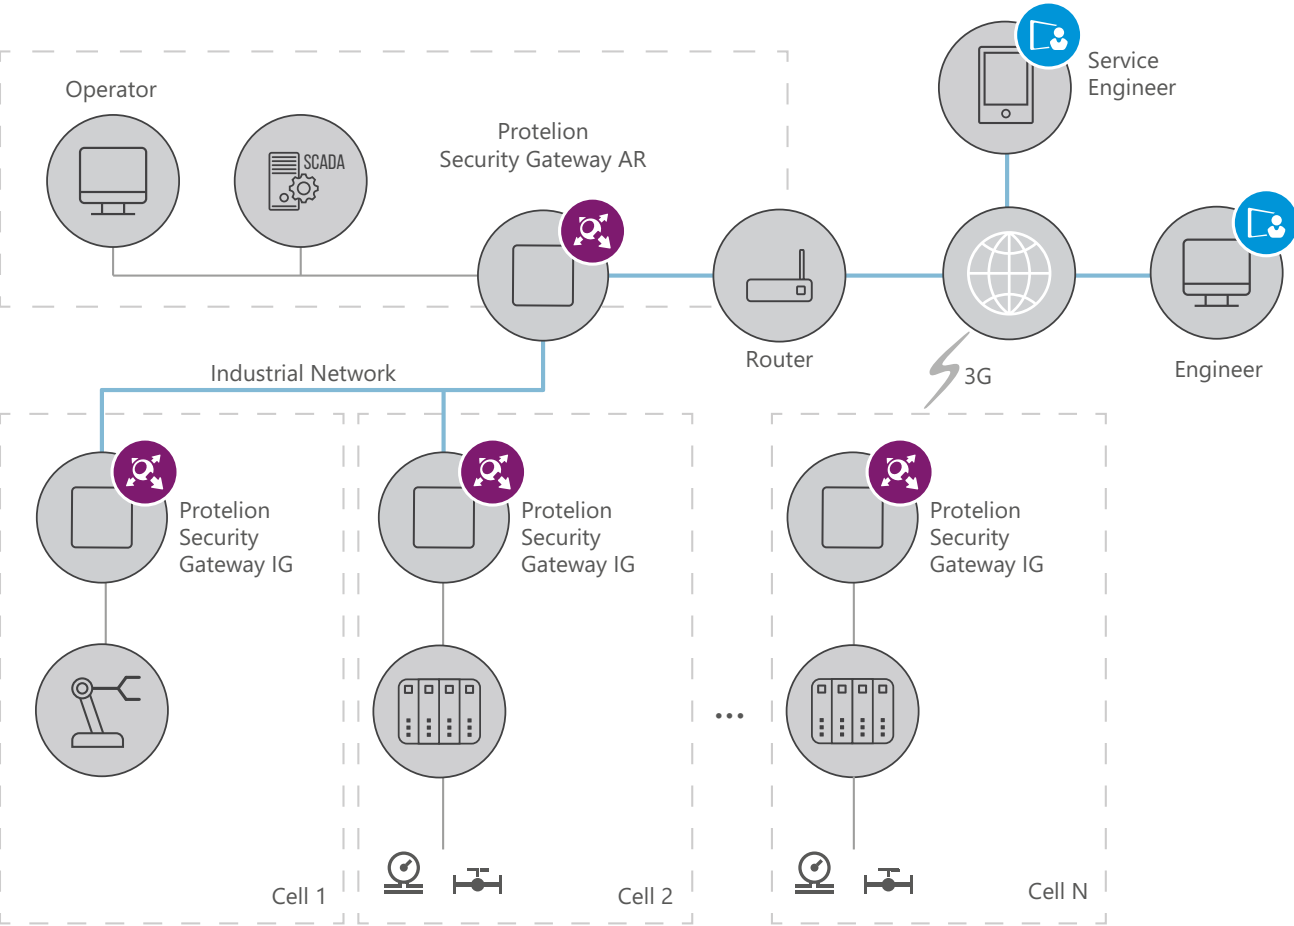 Service
Engineer
Operator
Protelion
Security Gateway AR
SCADA
Router
Engineer
Industrial Network
3G
Protelion
Security
Gateway IG
Protelion
Security
Gateway IG
Protelion
Security
Gateway IG
...
Cell 1
Cell 2
Cell N